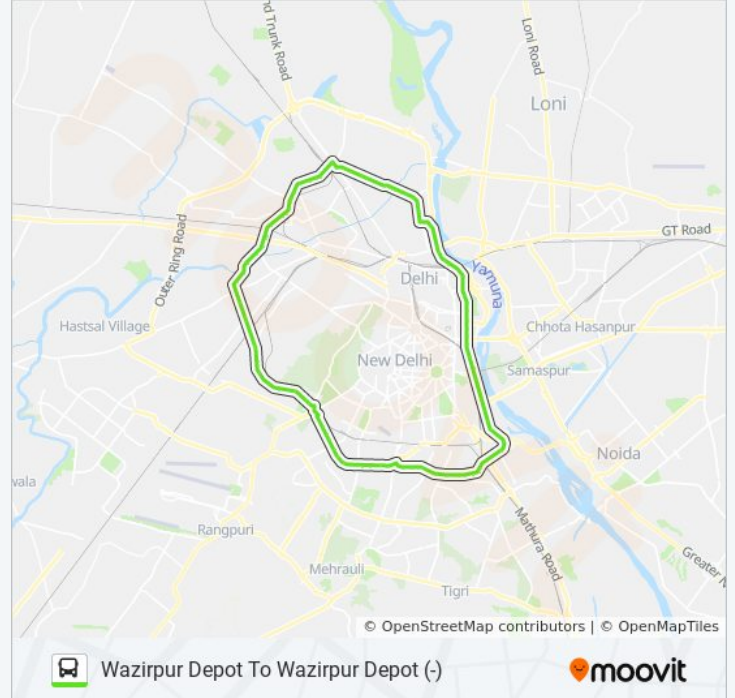 nd Trunk Road
Loni Road
Loni
Outer Ring Road
GT Road
Delhi
Yamuna
Hastsal Village
Chhota Hasanpur
New Delhi
Samaspur
Noida
wala
Rangpuri
Mathura Road
Mehrauli
Greater N
Tigri
© OpenStreetMap contributors | © OpenMapTiles
Wazirpur Depot To Wazirpur Depot (-)
moovit